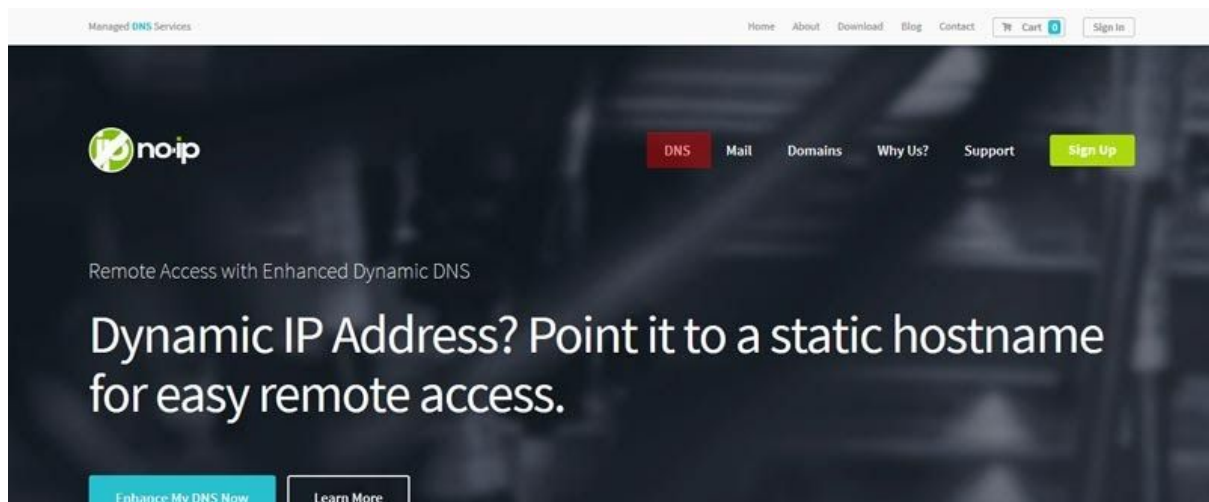 Managed DNS Services
Home About Download Blog Contact Cart 0 Sign In
no-ip
DNS Mail Domains Why Us? Support Sign Up
Remote Access with Enhanced Dynamic DNS
Dynamic IP Address? Point it to a static hostname
for easy remote access.
Enhance My DNS Now Learn More